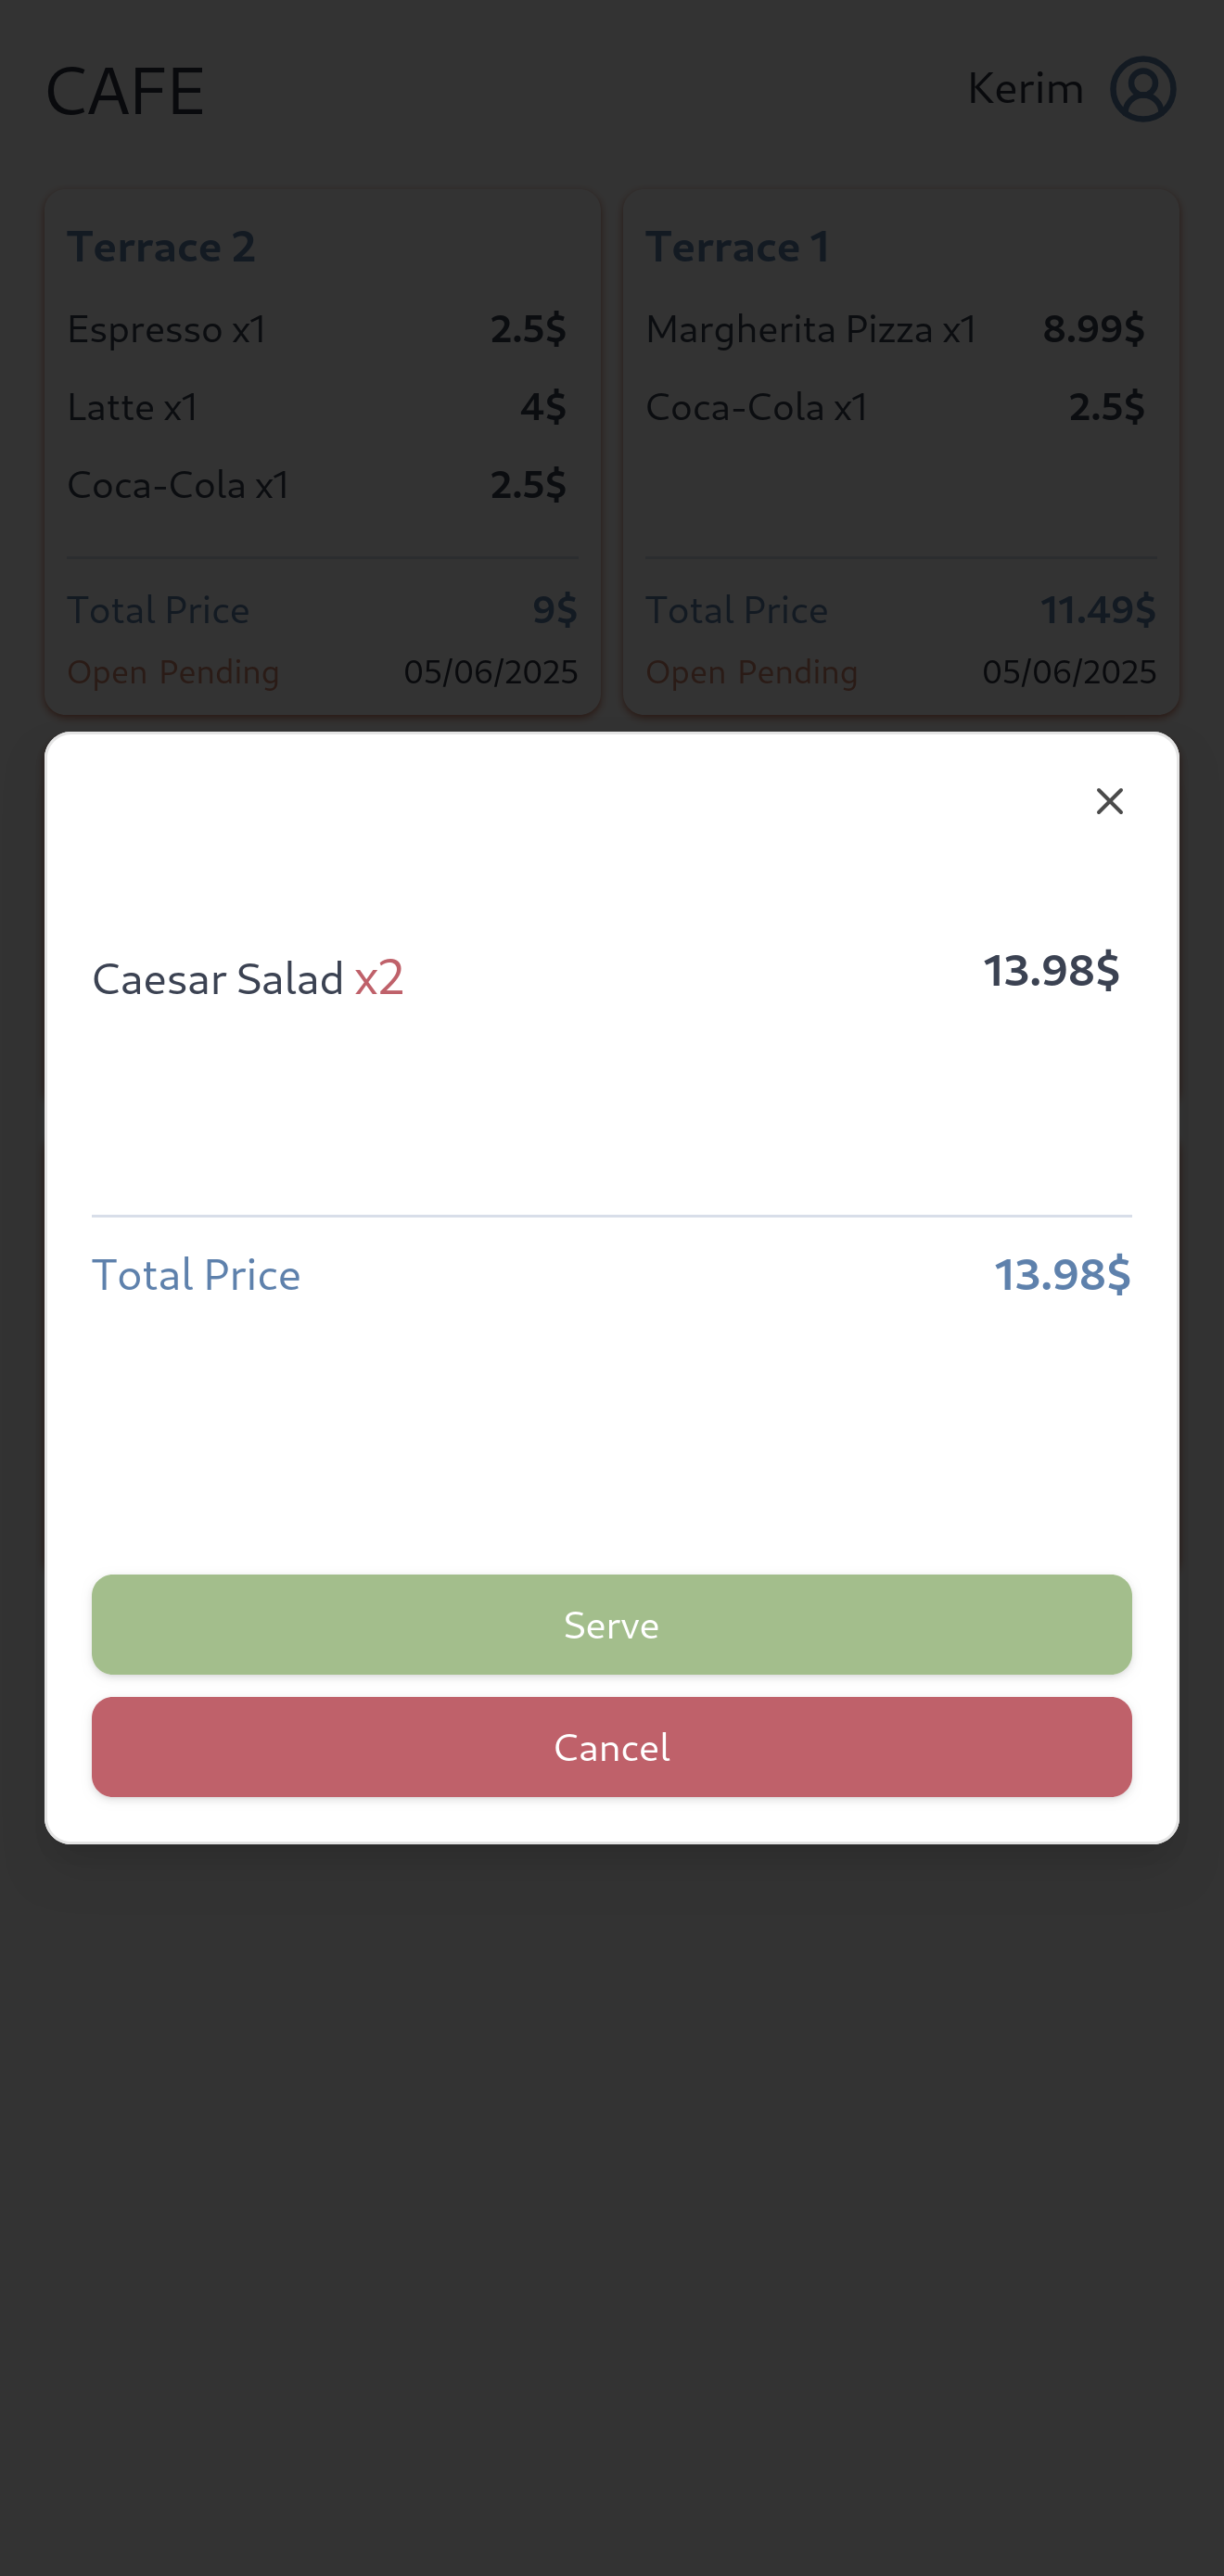 CAFE
Kerim
Terrace 2
Espresso x1 2.5$
Latte x1 4$
Coca-Cola x1 2.5$
Total Price 9$
Open Pending 05/06/2025
Terrace 1
Margherita Pizza x1 8.99$
Coca-Cola x1 2.5$
Total Price 11.49$
Open Pending 05/06/2025
Caesar Salad x2 13.98$
Total Price 13.98$
Serve
Cancel